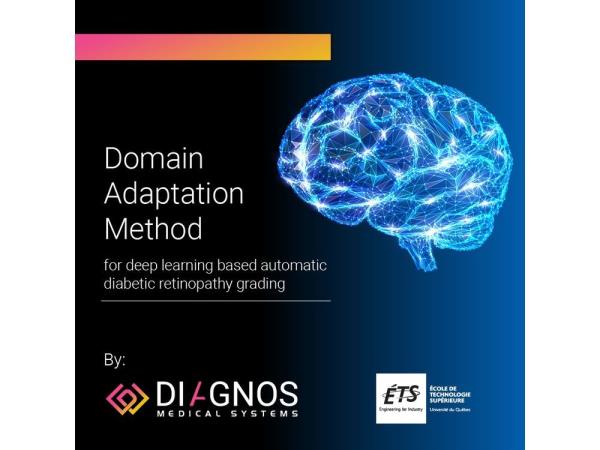 Domain
Adaptation
Method
for deep learning based automatic
diabetic retinopathy grading
By:
DIAGNOS
MEDICAL SYSTEMS
ÉTS
Engineering for Industry
ÉCOLE DE
TECHNOLOGIE
SUPÉRIEURE
Université du Québec